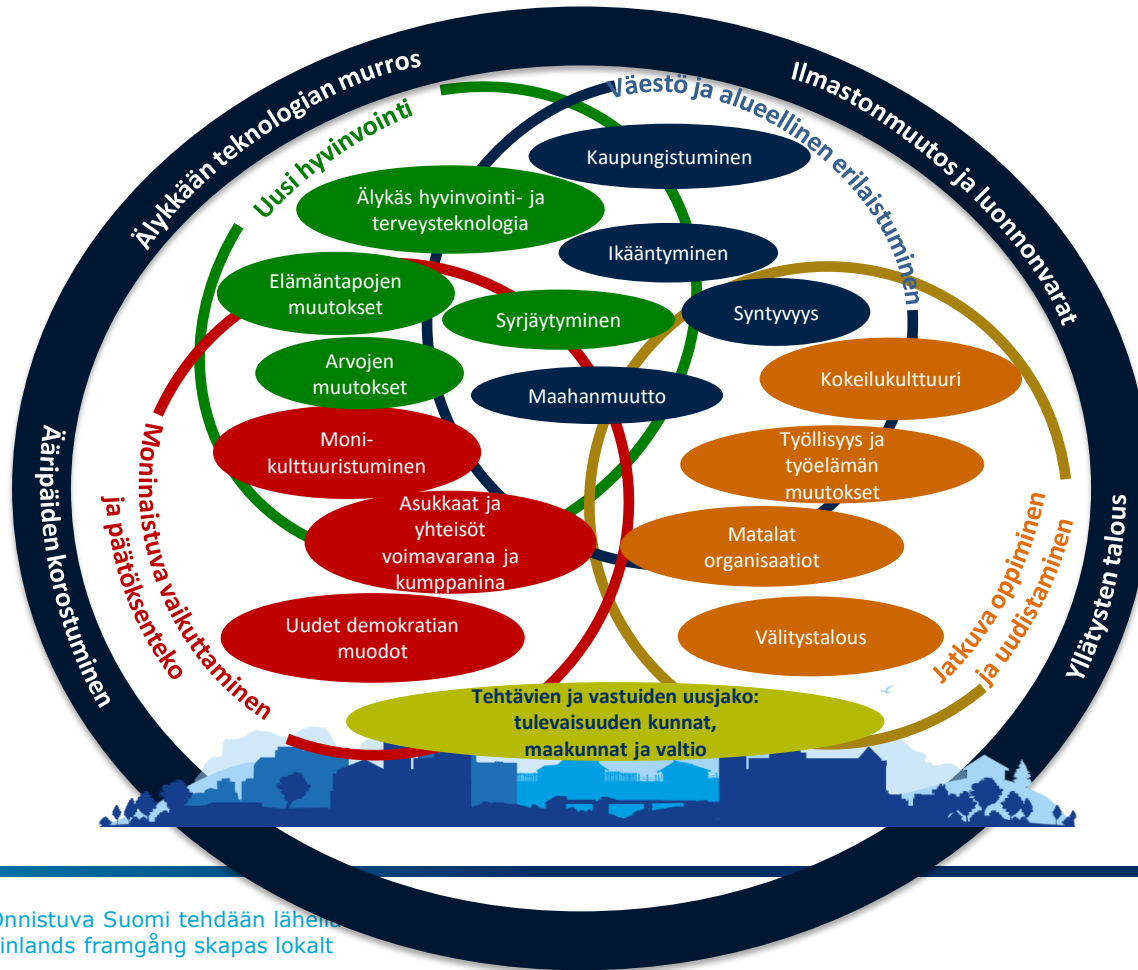 Älykkään teknologian murros
Ilmastonmuutos ja luonnonvarat
Ääripäiden korostuminen
Yllätysten talous
Uusi hyvinvointi
Väestö ja alueellinen erilaistuminen
Kaupungistuminen
Älykäs hyvinvointi- ja
terveysteknologia
Ikääntyminen
Elämäntapojen
muutokset
Syrjäytyminen
Syntyvyys
Arvojen
muutokset
Maahanmuutto
Kokeilukulttuuri
Moni-
kulttuuristuminen
Työllisyys ja
työelämän
muutokset
Asukkaat ja
yhteisöt
voimavarana ja
kumppanina
Matalat
organisaatiot
Uudet demokratian
muodot
Välitystalous
Moninaistuva vaikuttaminen
ja päätöksenteko
Jatkuva oppiminen
ja uudistaminen
Tehtävien ja vastuiden uusjako:
tulevaisuuden kunnat,
maakunnat ja valtio
Onnistuva Suomi tehdään
inlands framgång skapas lokalt